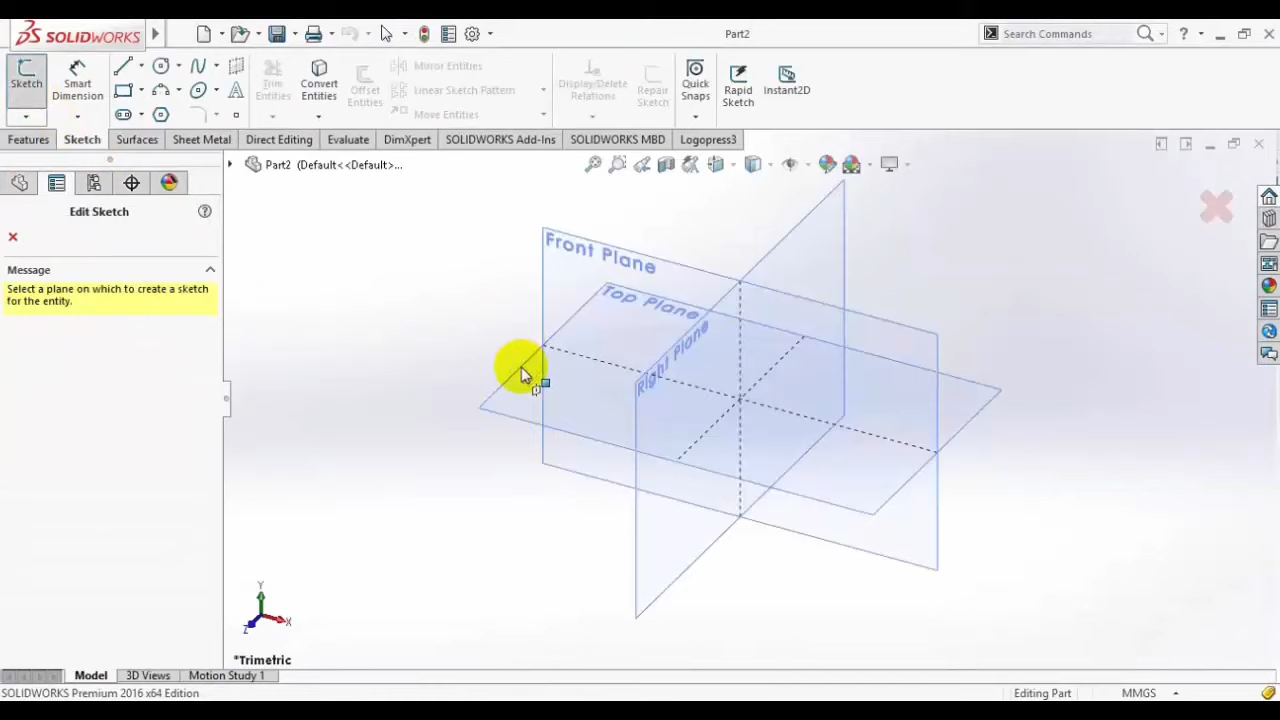 SOLIDWORKS
Part2
Search Commands
?
Sketch
Smart
Dimension
Trim
Entities
Convert
Entities
Offset
Entities
Mirror Entities
Linear Sketch Pattern
Move Entities
Display/Delete
Relations
Repair
Sketch
Quick
Snaps
Rapid
Sketch
Instant2D
Features
Sketch
Surfaces
Sheet Metal
Direct Editing
Evaluate
DimXpert
SOLIDWORKS Add-Ins
SOLIDWORKS MBD
Logopress3
Part2 (Default<<Default>...
Edit Sketch
?
Message
Select a plane on which to create a sketch
for the entity.
Front Plane
Top Plane
Right Plane
Y
X
Z
*Trimetric
Model
3D Views
Motion Study 1
SOLIDWORKS Premium 2016 x64 Edition
Editing Part
MMGS